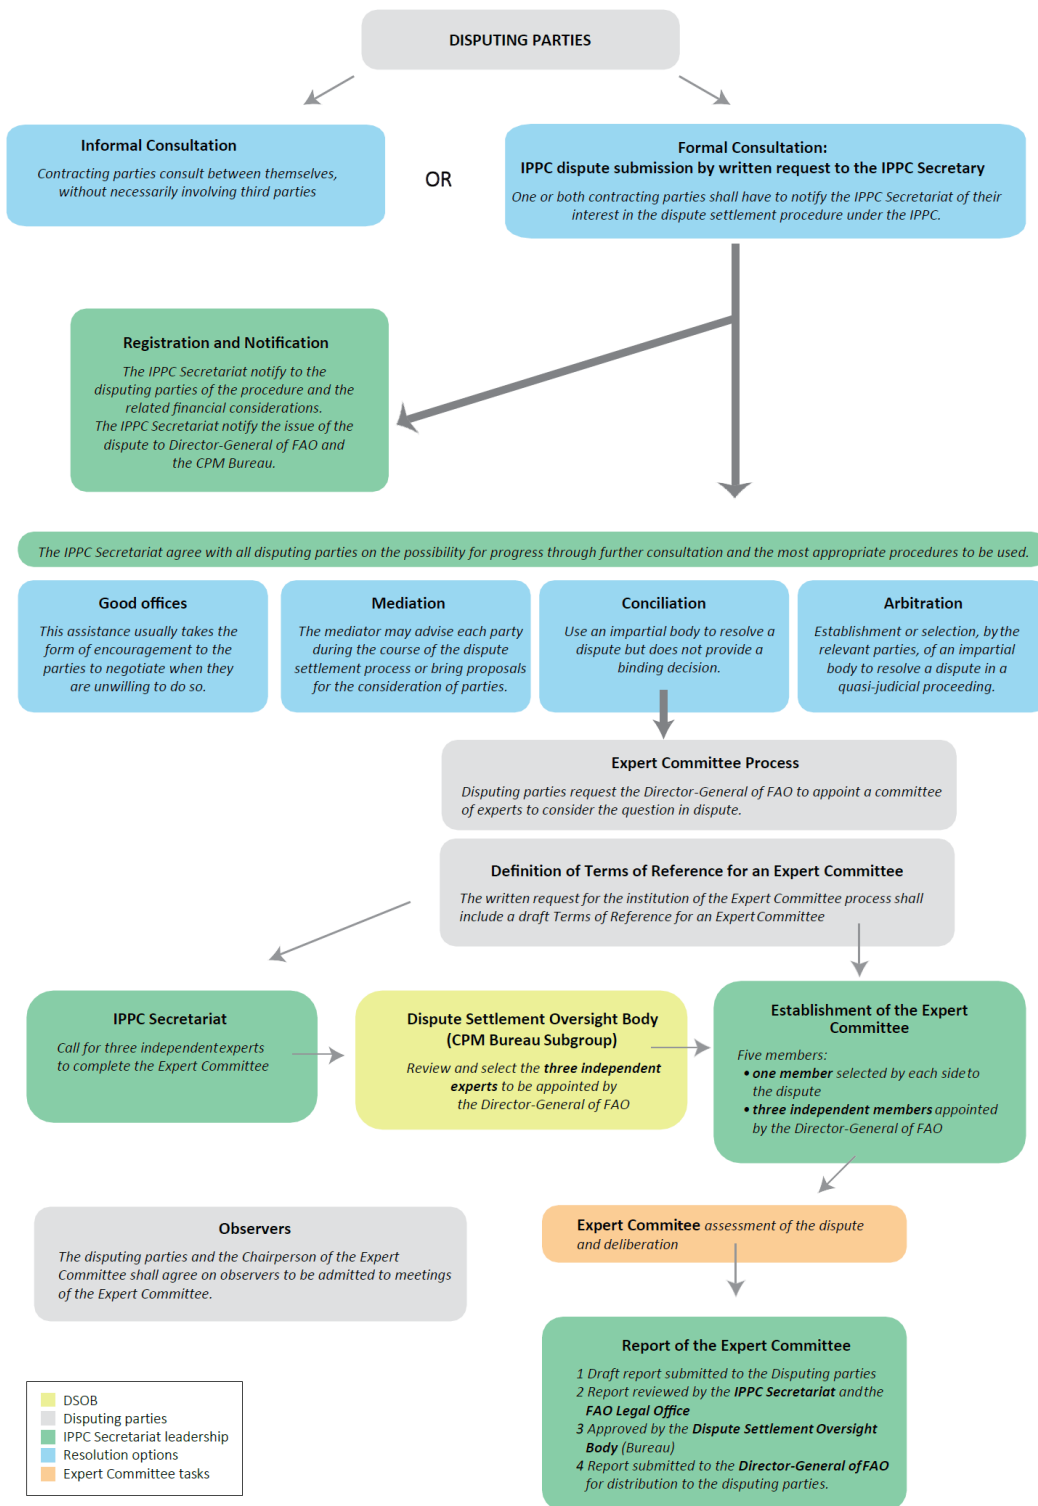 DISPUTING PARTIES
Informal Consultation
Contracting parties consult between themselves,
without necessarily involving third parties
OR
Formal Consultation:
IPPC dispute submission by written request to the IPPC Secretary
One or both contracting parties shall have to notify the IPPC Secretariat of their
interest in the dispute settlement procedure under the IPPC.
Registration and Notification
The IPPC Secretariat notify to the
disputing parties of the procedure and the
related financial considerations.
The IPPC Secretariat notify the issue of the
dispute to Director-General of FAO and
the CPM Bureau.
The IPPC Secretariat agree with all disputing parties on the possibility for progress through further consultation and the most appropriate procedures to be used.
Good offices
This assistance usually takes the
form of encouragement to the
parties to negotiate when they
are unwilling to do so.
Mediation
The mediator may advise each party
during the course of the dispute
settlement process or bring proposals
for the consideration of parties.
Conciliation
Use an impartial body to resolve a
dispute but does not provide a
binding decision.
Arbitration
Establishment or selection, by the
relevant parties, of an impartial
body to resolve a dispute in a
quasi-judicial proceeding.
Expert Committee Process
Disputing parties request the Director-General of FAO to appoint a committee
of experts to consider the question in dispute.
Definition of Terms of Reference for an Expert Committee
The written request for the institution of the Expert Committee process shall
include a draft Terms of Reference for an Expert Committee
IPPC Secretariat
Call for three independent experts
to complete the Expert Committee
Dispute Settlement Oversight Body
(CPM Bureau Subgroup)
Review and select the three independent
experts to be appointed by
the Director-General of FAO
Establishment of the Expert
Committee
Five members:
• one member selected by each side to
the dispute
• three independent members appointed
by the Director-General of FAO
Observers
The disputing parties and the Chairperson of the Expert
Committee shall agree on observers to be admitted to meetings
of the Expert Committee.
Expert Commitee assessment of the dispute
and deliberation
Report of the Expert Committee
1 Draft report submitted to the Disputing parties
2 Report reviewed by the IPPC Secretariat and the
FAO Legal Office
3 Approved by the Dispute Settlement Oversight
Body (Bureau)
4 Report submitted to the Director-General of FAO
for distribution to the disputing parties.
DSOB
Disputing parties
IPPC Secretariat leadership
Resolution options
Expert Committee tasks